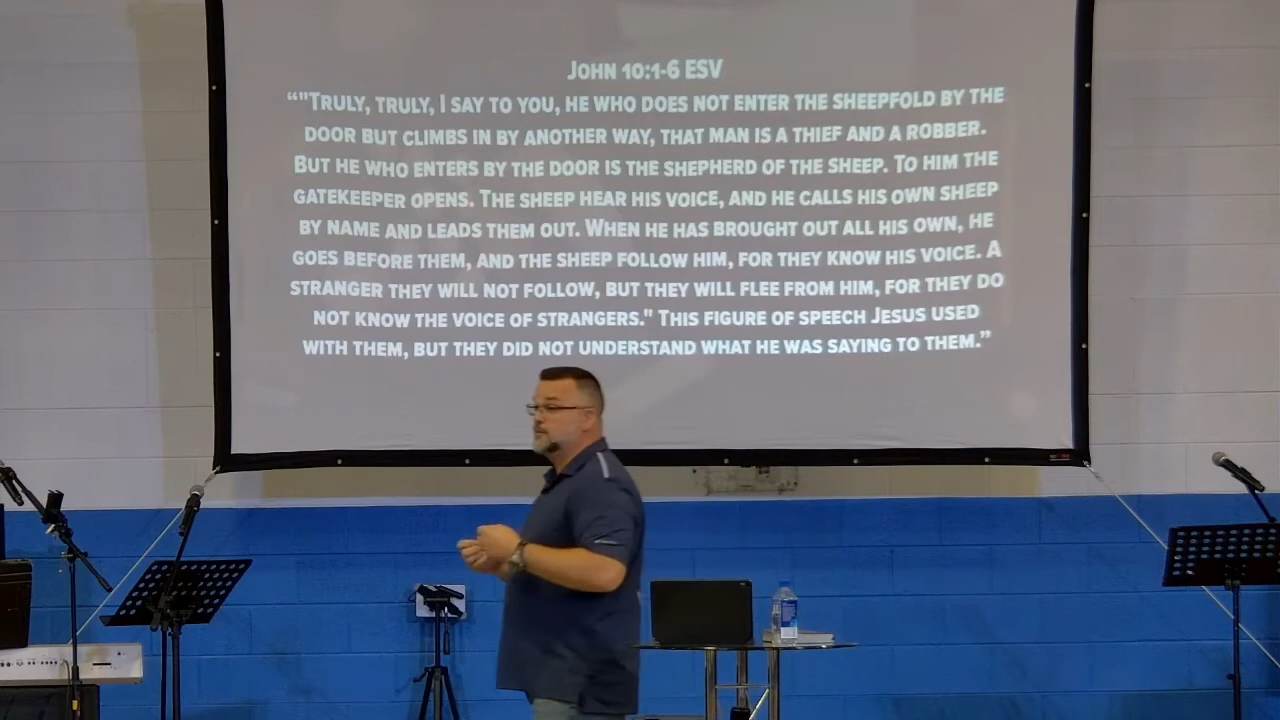 John 10:1-6 ESV
“"Truly, truly, I say to you, he who does not enter the sheepfold by the
door but climbs in by another way, that man is a thief and a robber.
But he who enters by the door is the shepherd of the sheep. To him the
gatekeeper opens. The sheep hear his voice, and he calls his own sheep
by name and leads them out. When he has brought out all his own, he
goes before them, and the sheep follow him, for they know his voice. A
stranger they will not follow, but they will flee from him, for they do
not know the voice of strangers." This figure of speech Jesus used
with them, but they did not understand what he was saying to them.”